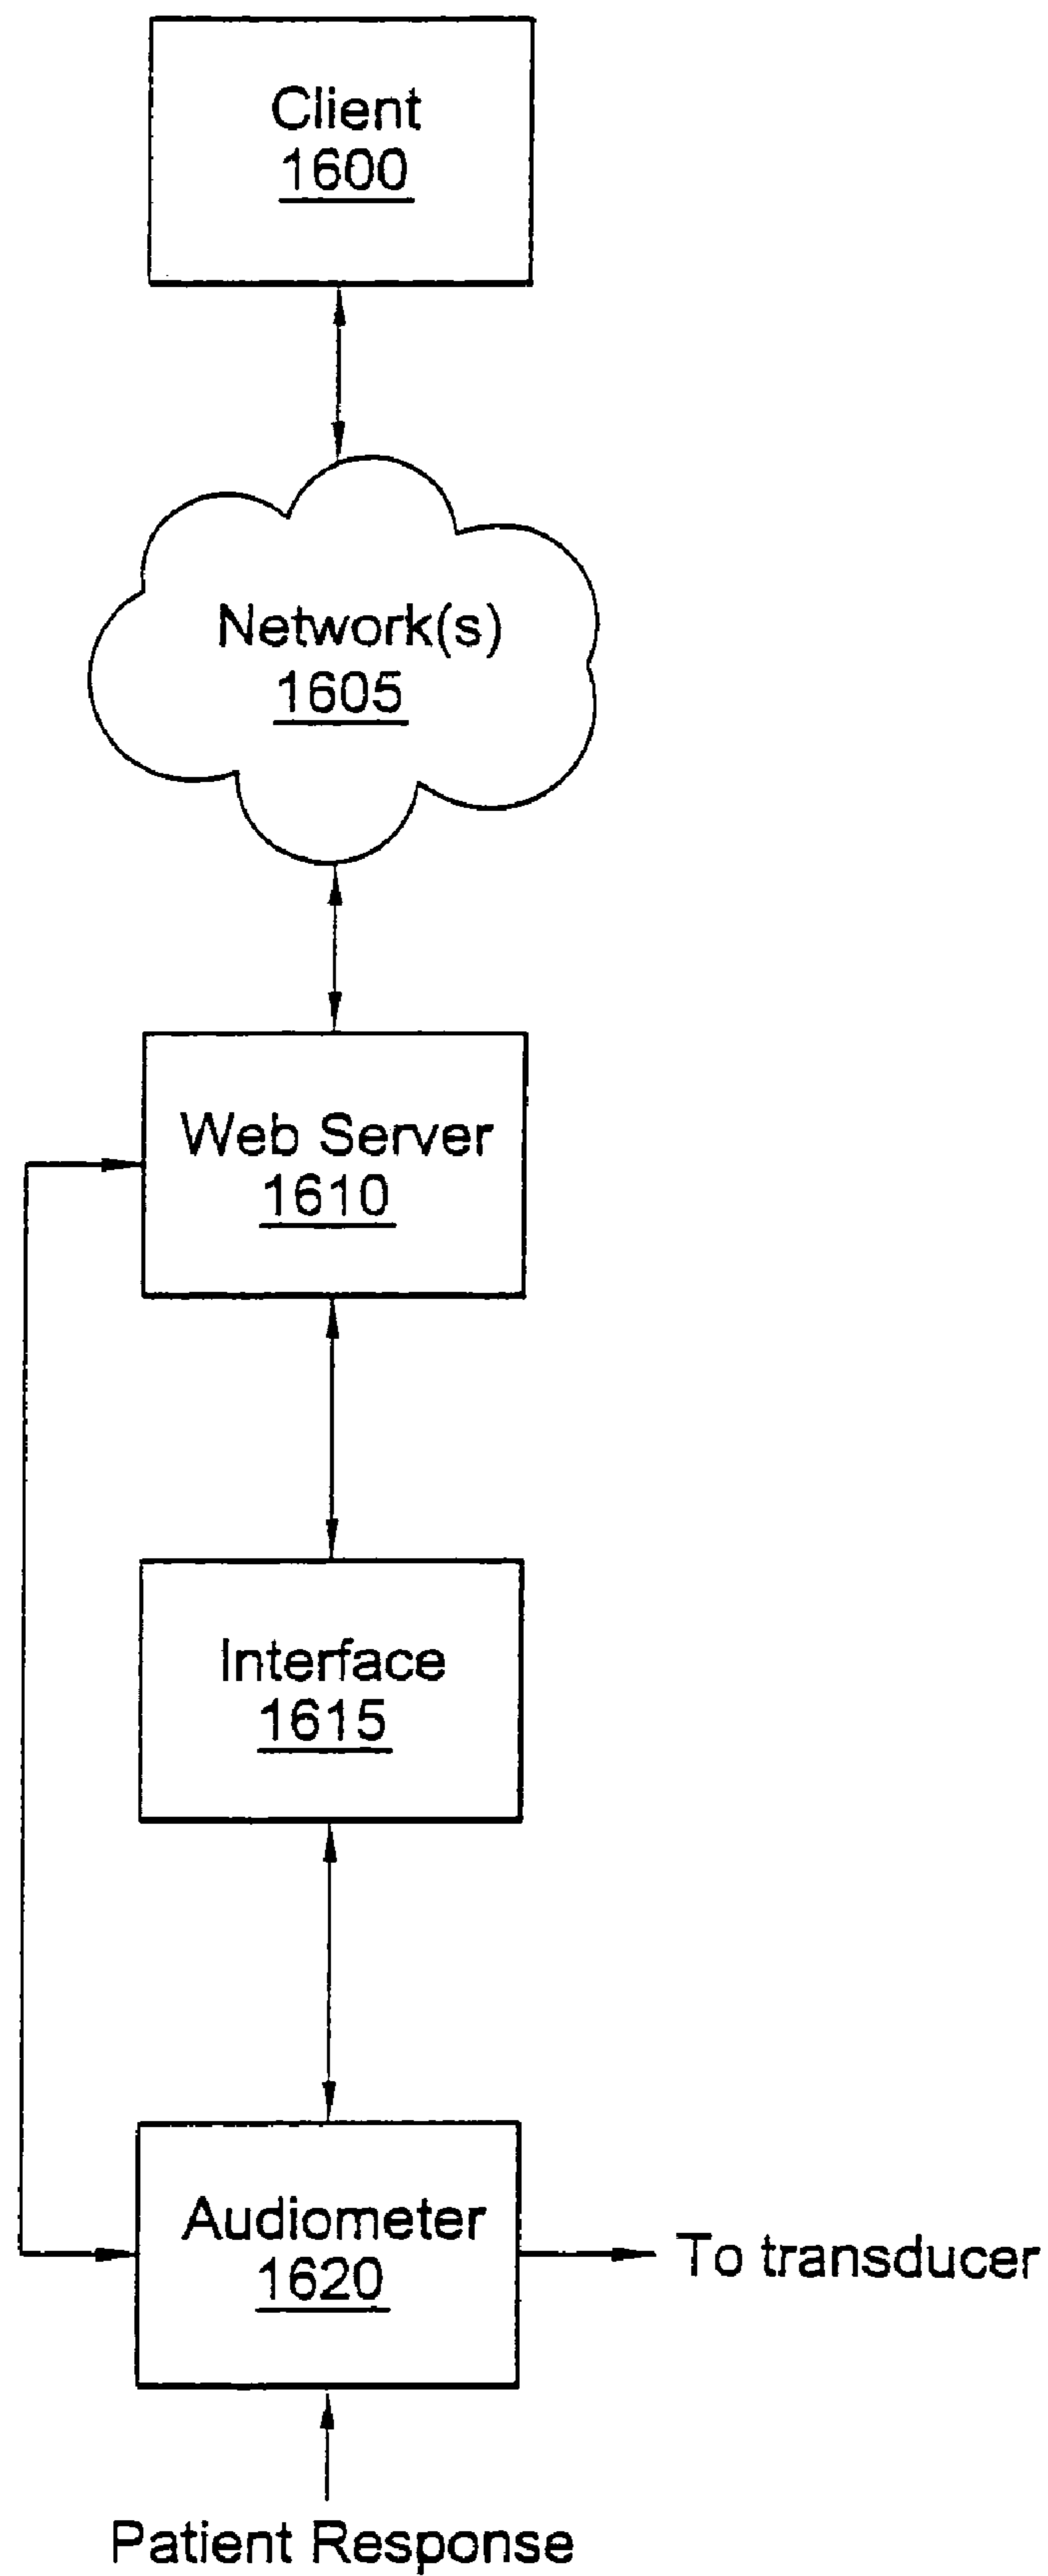 Client
1600
Network(s)
1605
Web Server
1610
Interface
1615
Audiometer
1620
To transducer
Patient Response